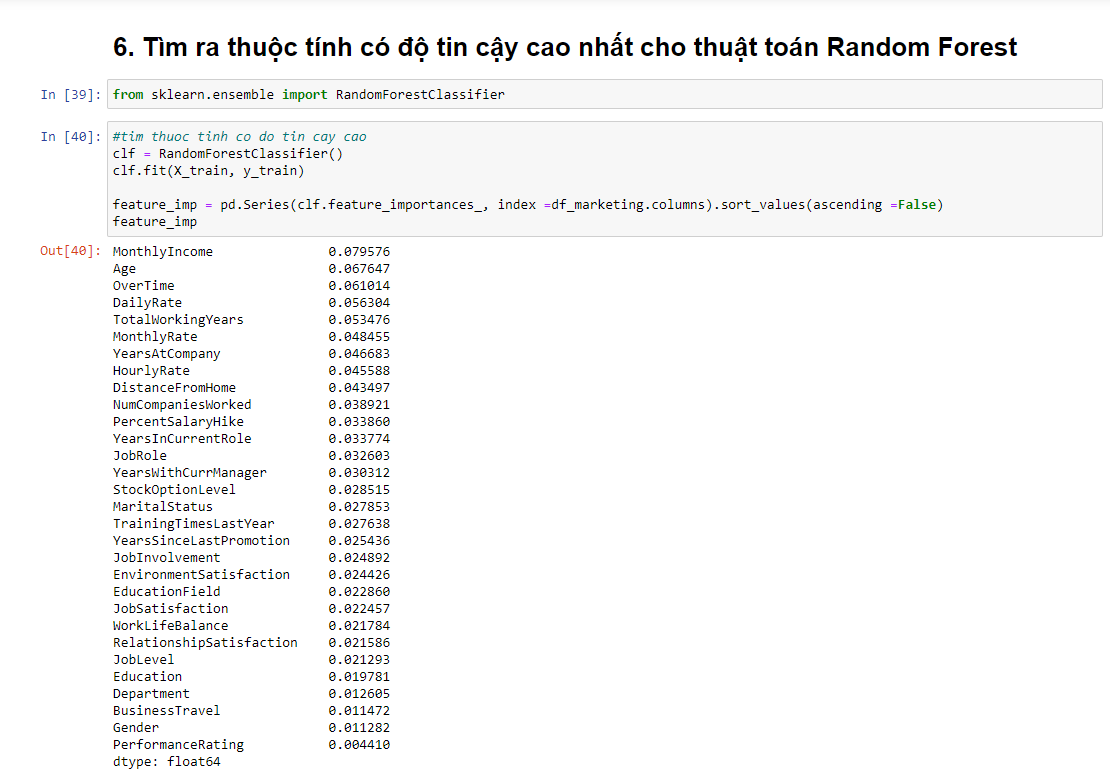 6. Tìm ra thuộc tính có độ tin cậy cao nhất cho thuật toán Random Forest
In [39]: from sklearn.ensemble import RandomForestClassifier
In [40]: #tim thuoc tinh co do tin cay cao
clf = RandomForestClassifier()
clf.fit(X_train, y_train)
feature_imp = pd.Series(clf.feature_importances_, index =df_marketing.columns).sort_values(ascending =False)
feature_imp
Out[40]: MonthlyIncome 0.079576
Age 0.067647
OverTime 0.061014
DailyRate 0.056304
TotalWorkingYears 0.053476
MonthlyRate 0.048455
YearsAtCompany 0.046683
HourlyRate 0.045588
DistanceFromHome 0.043497
NumCompaniesWorked 0.038921
PercentSalaryHike 0.033860
YearsInCurrentRole 0.033774
JobRole 0.032603
YearsWithCurrManager 0.030312
StockOptionLevel 0.028515
MaritalStatus 0.027853
TrainingTimesLastYear 0.027638
YearsSinceLastPromotion 0.025436
JobInvolvement 0.024892
EnvironmentSatisfaction 0.024426
EducationField 0.022860
JobSatisfaction 0.022457
WorkLifeBalance 0.021784
RelationshipSatisfaction 0.021586
JobLevel 0.021293
Education 0.019781
Department 0.012605
BusinessTravel 0.011472
Gender 0.011282
PerformanceRating 0.004410
dtype: float64